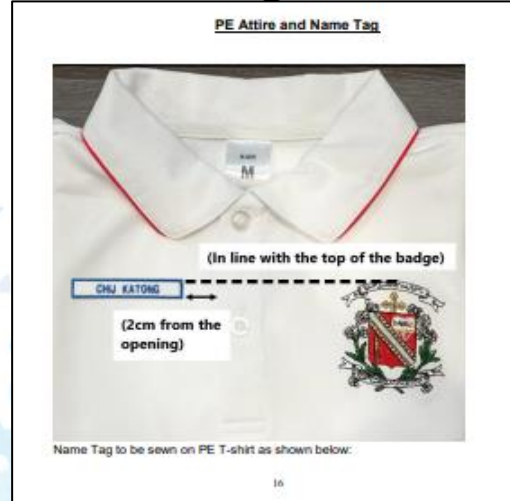 PE Attire and Name Tag
M
(In line with the top of the badge)
CHIJ KATONG
(2cm from the
opening)
Name Tag to be sewn on PE T-shirt as shown below:
16